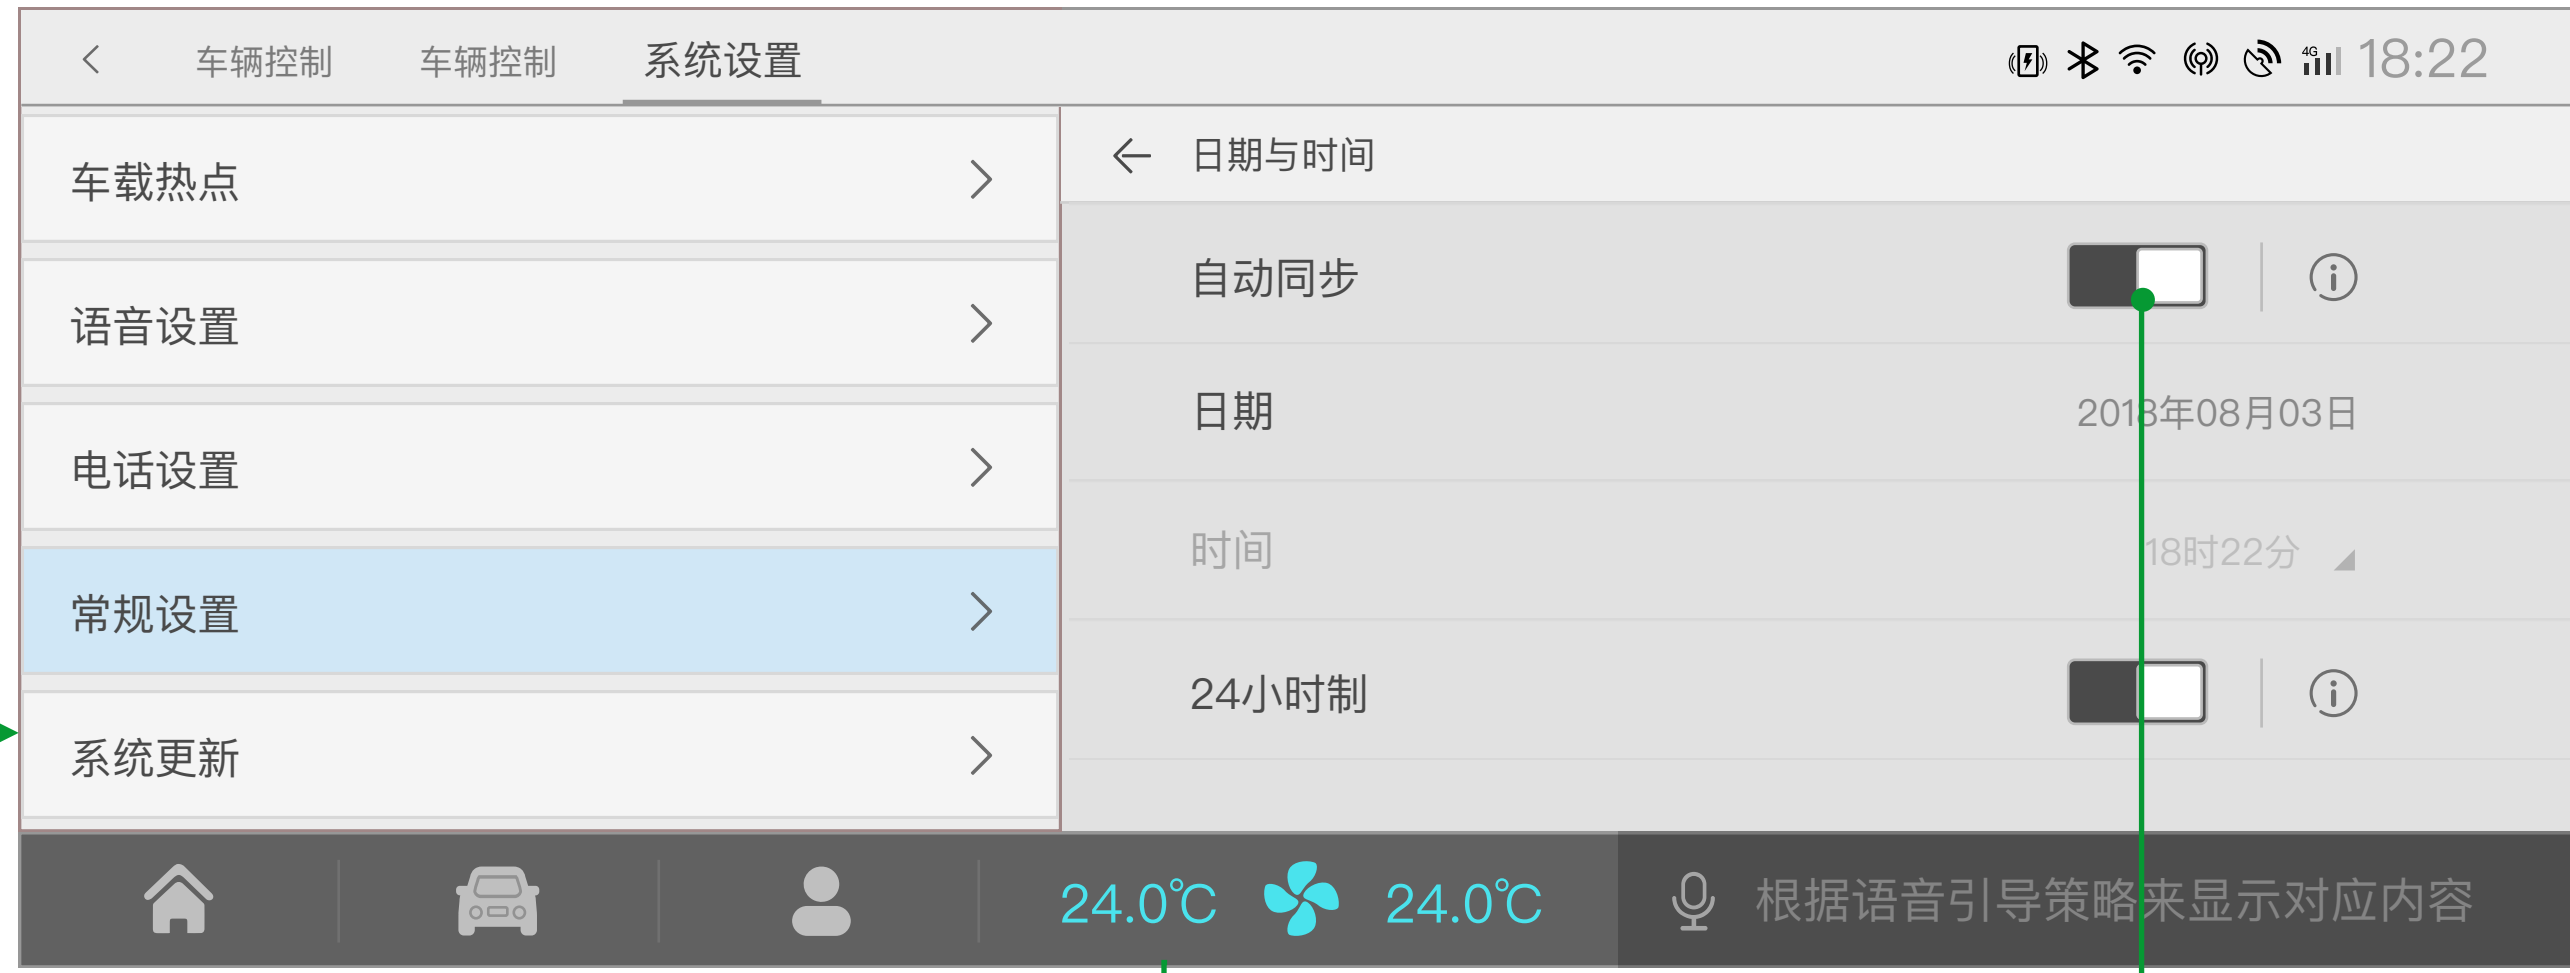 车辆控制 车辆控制 系统设置 4G 18:22
车载热点
语音设置
电话设置
常规设置
系统更新
日期与时间
自动同步
日期 2018年08月03日
时间 18时22分
24小时制
24.0℃ 24.0℃ 根据语音引导策略来显示对应内容